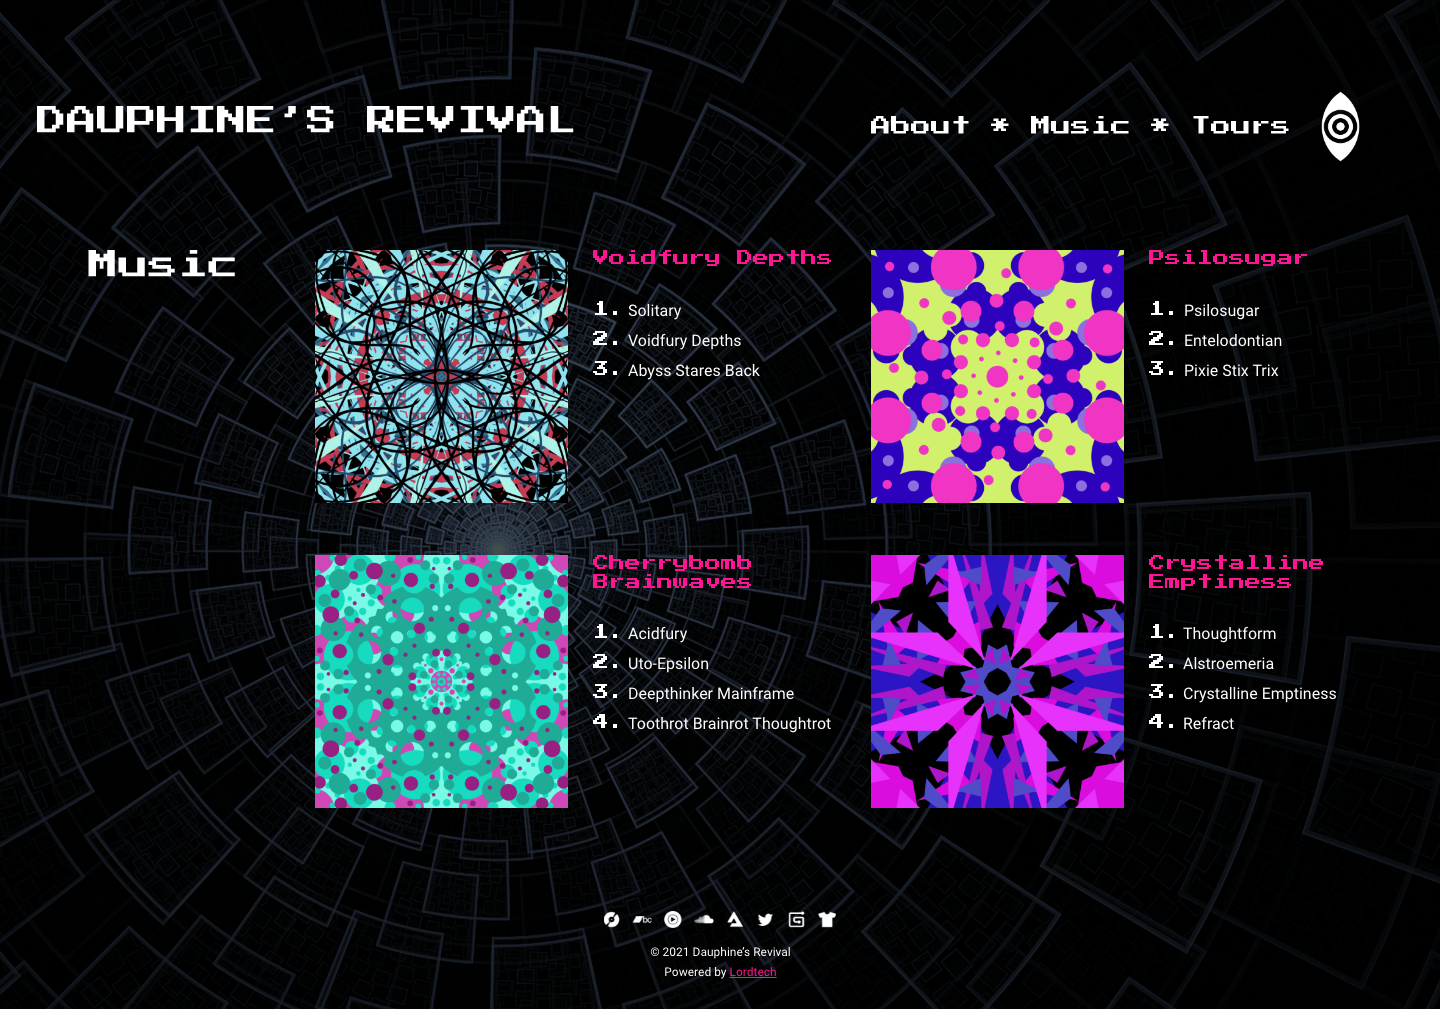 DAUPHINE'S REVIVAL
About * Music * Tours
Music
Voidfury Depths
1. Solitary
2. Voidfury Depths
3. Abyss Stares Back
Psilosugar
1. Psilosugar
2. Entelodontian
3. Pixie Stix Trix
Cherrybomb
Brainwaves
1. Acidfury
2. Uto-Epsilon
3. Deepthinker Mainframe
4. Toothrot Brainrot Thoughtrot
Crystalline
Emptiness
1. Thoughtform
2. Alstroemeria
3. Crystalline Emptiness
4. Refract
bc
© 2021 Dauphine's Revival
Powered by Lordtech